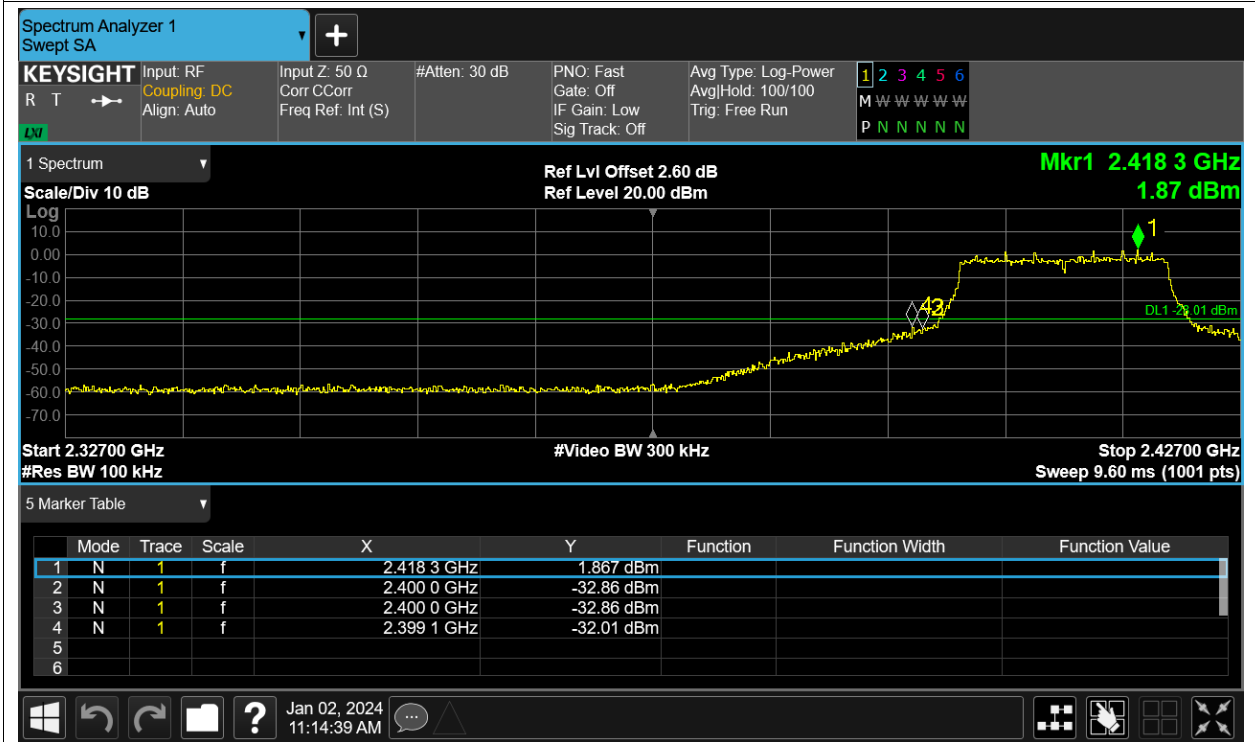 Spectrum Analyzer 1
Swept SA
+
KEYSIGHT Input: RF Input Z: 50 Ω #Atten: 30 dB PNO: Fast Avg Type: Log-Power 1 2 3 4 5 6
R T Coupling: DC Corr CCorr Gate: Off Avg|Hold: 100/100 M W W W W W
Align: Auto Freq Ref: Int (S) IF Gain: Low Trig: Free Run
LXI Sig Track: Off P N N N N N
1 Spectrum Ref Lvl Offset 2.60 dB Mkr1 2.418 3 GHz
Scale/Div 10 dB Ref Level 20.00 dBm 1.87 dBm
Log
10.0
0.00
-10.0
-20.0
-30.0
-40.0
-50.0
-60.0
-70.0
1
DL1 -28.01 dBm
Start 2.32700 GHz #Video BW 300 kHz Stop 2.42700 GHz
#Res BW 100 kHz Sweep 9.60 ms (1001 pts)
5 Marker Table
Mode Trace Scale X Y Function Function Width Function Value
1 N 1 f 2.418 3 GHz 1.867 dBm
2 N 1 f 2.400 0 GHz -32.86 dBm
3 N 1 f 2.400 0 GHz -32.86 dBm
4 N 1 f 2.399 1 GHz -32.01 dBm
5
6
? Jan 02, 2024
11:14:39 AM